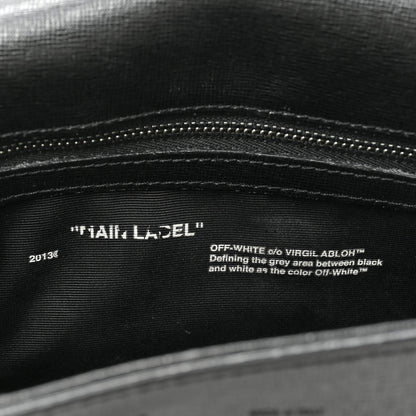 "MAIN LABEL"
2013©
OFF-WHITE c/o VIRGIL ABLOH™
Defining the grey area between black
and white as the color Off-White™